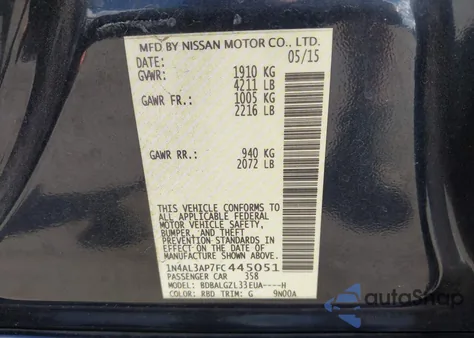 MFD BY NISSAN MOTOR CO., LTD.
DATE: 05/15
GVWR: 1910 KG
4211 LB
GAWR FR.: 1005 KG
2216 LB
GAWR RR.: 940 KG
2072 LB
THIS VEHICLE CONFORMS TO
ALL APPLICABLE FEDERAL
MOTOR VEHICLE SAFETY,
BUMPER, AND THEFT
PREVENTION STANDARDS IN
EFFECT ON THE DATE OF
MANUFACTURE SHOWN ABOVE.
1N4AL3AP7FC445051
PASSENGER CAR 358
MODEL: BDBALGZL33EUA----H
COLOR: RBD TRIM: G 9N00A
AutoAstap